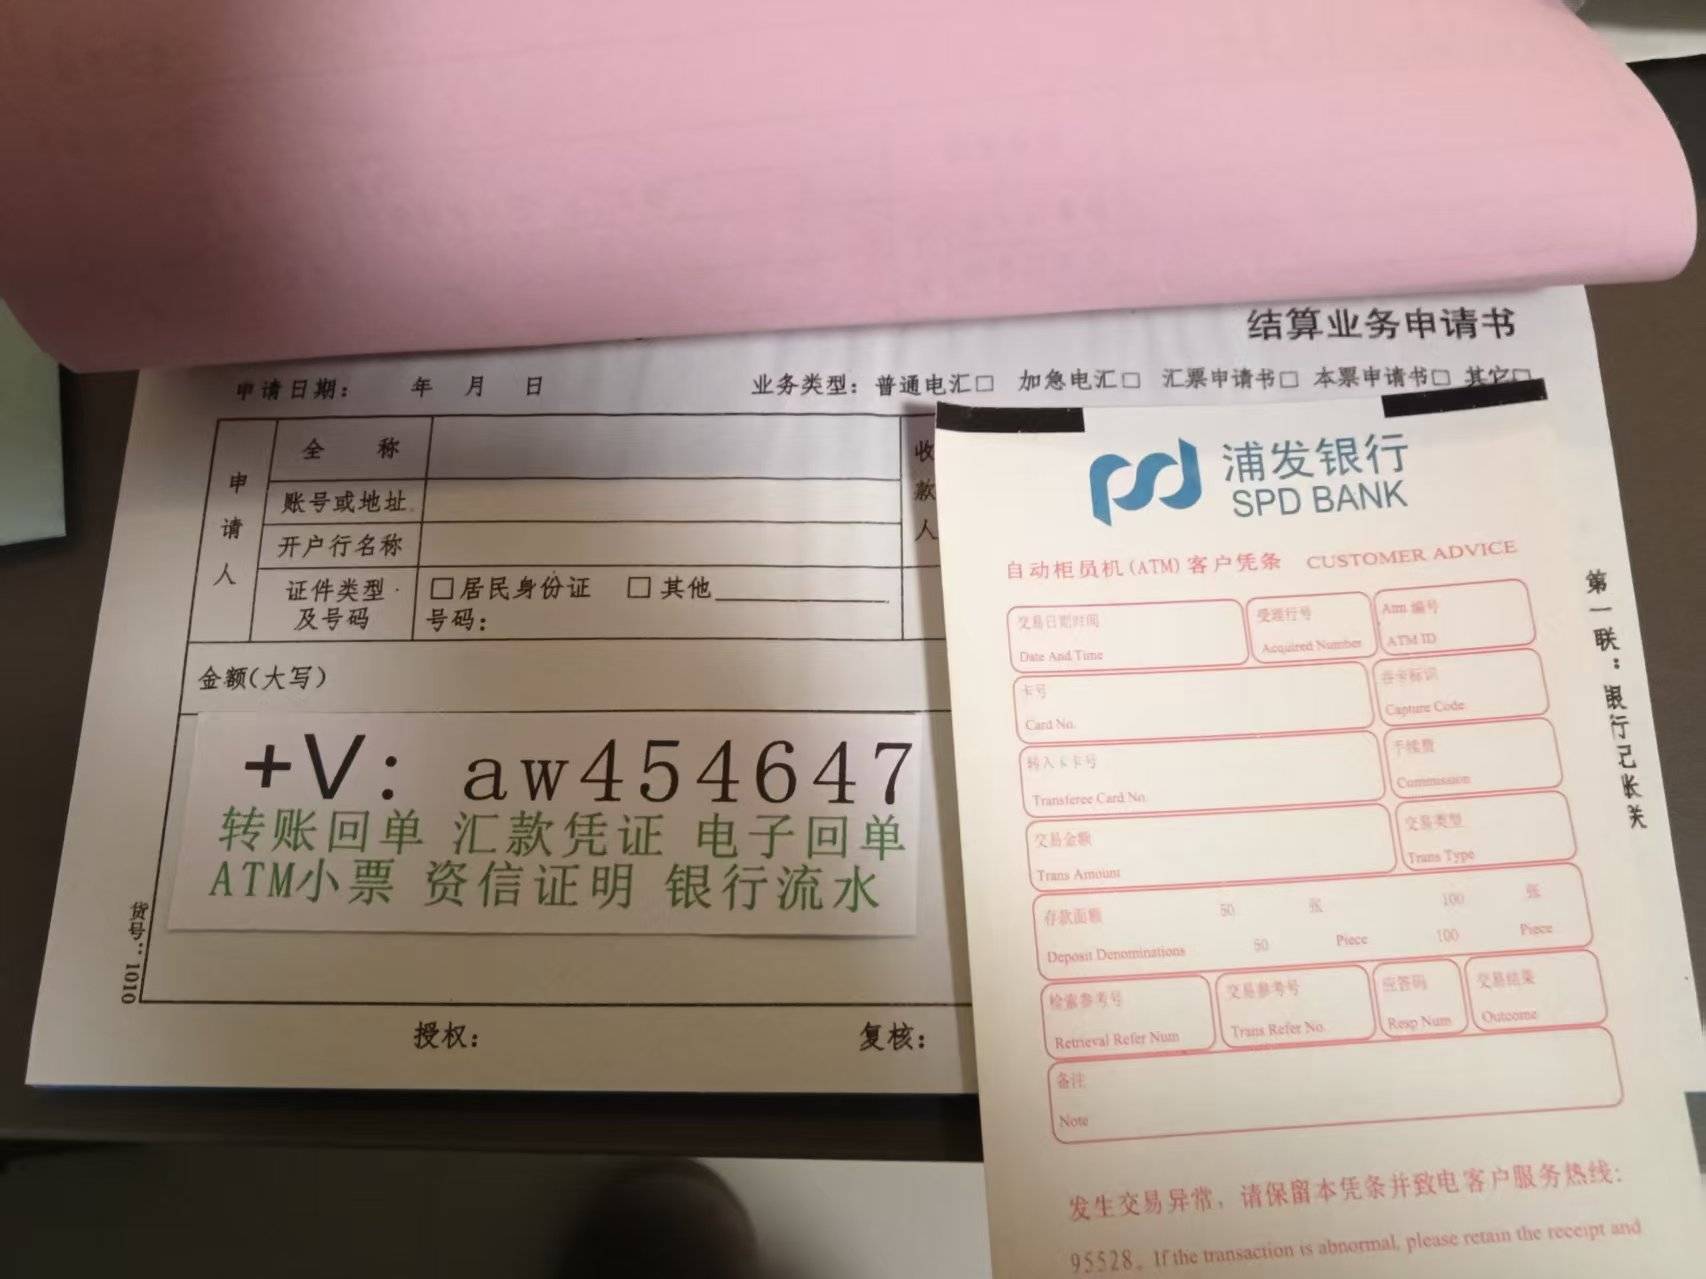 结算业务申请书
申请日期： 年 月 日 业务类型：普通电汇□ 加急电汇□ 汇票申请书□ 本票申请书□ 其它□
申请人
全 称
账号或地址
开户行名称
证件类型及号码
□居民身份证 □其他
号码：
收款人
金额(大写)
+V: aw454647
转账回单 汇款凭证 电子回单
ATM小票 资信证明 银行流水
货号：1010
授权： 复核：
第一联：银行记账联
浦发银行
SPD BANK
自动柜员机(ATM)客户凭条 CUSTOMER ADVICE
交易日期时间
Date And Time
受理行号
Acquired Number
Atm 编号
ATM ID
卡号
Card No.
吞卡标识
Capture Code
转入卡卡号
Transferee Card No.
手续费
Commission
交易金额
Trans Amount
交易类型
Trans Type
存款面额 50 张 100 张
Deposit Denominations 50 Piece 100 Piece
检索参考号
Retrieval Refer Num
交易参考号
Trans Refer No.
应答码
Resp Num
交易结果
Outcome
备注
Note
发生交易异常，请保留本凭条并致电客户服务热线：
95528。If the transaction is abnormal, please retain the receipt and